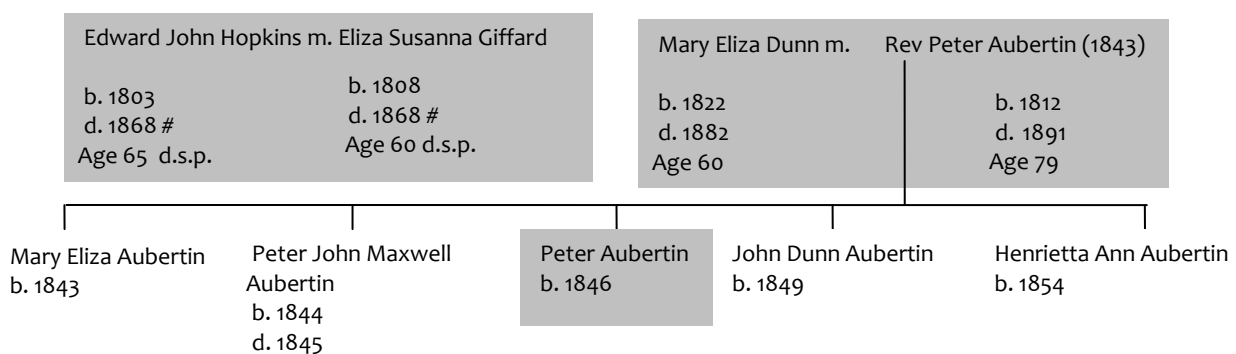 Edward John Hopkins m. Eliza Susanna Giffard
b. 1803
d. 1868 #
Age 65 d.s.p.
b. 1808
d. 1868 #
Age 60 d.s.p.
Mary Eliza Dunn m. Rev Peter Aubertin (1843)
b. 1822
d. 1882
Age 60
b. 1812
d. 1891
Age 79
Mary Eliza Aubertin
b. 1843
Peter John Maxwell
Aubertin
b. 1844
d. 1845
Peter Aubertin
b. 1846
John Dunn Aubertin
b. 1849
Henrietta Ann Aubertin
b. 1854